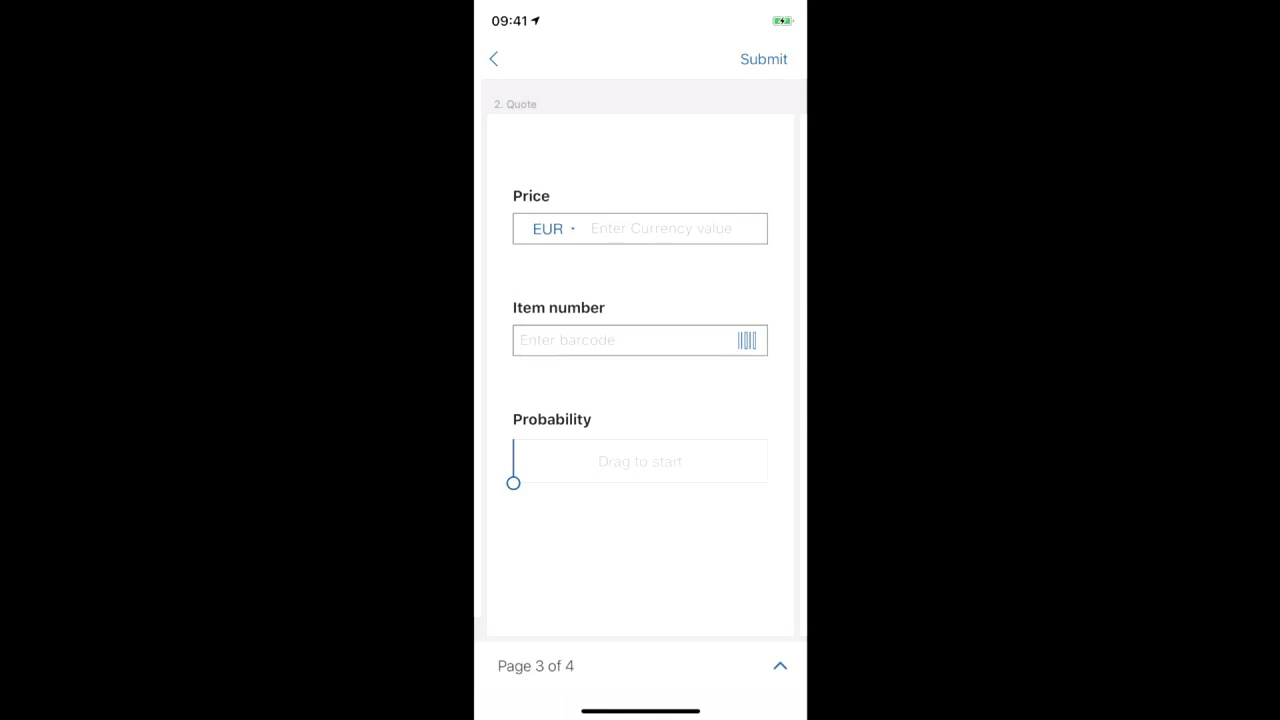 09:41
Submit
2. Quote
Price
EUR
Enter Currency value
Item number
Enter barcode
Probability
Drag to start
Page 3 of 4